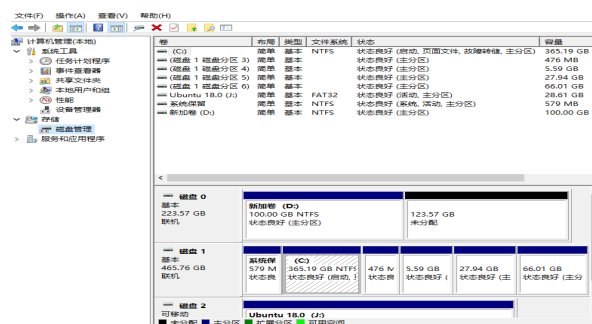 文件(F) 操作(A) 查看(V) 帮助(H)
计算机管理(本地)
系统工具
任务计划程序
事件查看器
共享文件夹
本地用户和组
性能
设备管理器
存储
磁盘管理
服务和应用程序
卷 布局 类型 文件系统 状态 容量
(C:) 简单 基本 NTFS 状态良好 (启动, 页面文件, 故障转储, 主分区) 365.19 GB
(磁盘 1 磁盘分区 3) 简单 基本 状态良好 (主分区) 476 MB
(磁盘 1 磁盘分区 4) 简单 基本 状态良好 (主分区) 5.59 GB
(磁盘 1 磁盘分区 5) 简单 基本 状态良好 (主分区) 27.94 GB
(磁盘 1 磁盘分区 6) 简单 基本 状态良好 (主分区) 66.01 GB
Ubuntu 18.0 (J:) 简单 基本 FAT32 状态良好 (活动, 主分区) 28.61 GB
系统保留 简单 基本 NTFS 状态良好 (系统, 活动, 主分区) 579 MB
新加卷 (D:) 简单 基本 NTFS 状态良好 (主分区) 100.00 GB
磁盘 0
基本
223.57 GB
联机
新加卷 (D:)
100.00 GB NTFS
状态良好 (主分区)
123.57 GB
未分配
磁盘 1
基本
465.76 GB
联机
系统保
579 M
状态良
(C:)
365.19 GB NTFS
状态良好 (启动,
476 M
状态良
5.59 GB
状态良好 (
27.94 GB
状态良好 (主
66.01 GB
状态良好 (主分
磁盘 2
可移动
Ubuntu 18.0 (J:)
未分配 主分区 扩展分区 可用空间